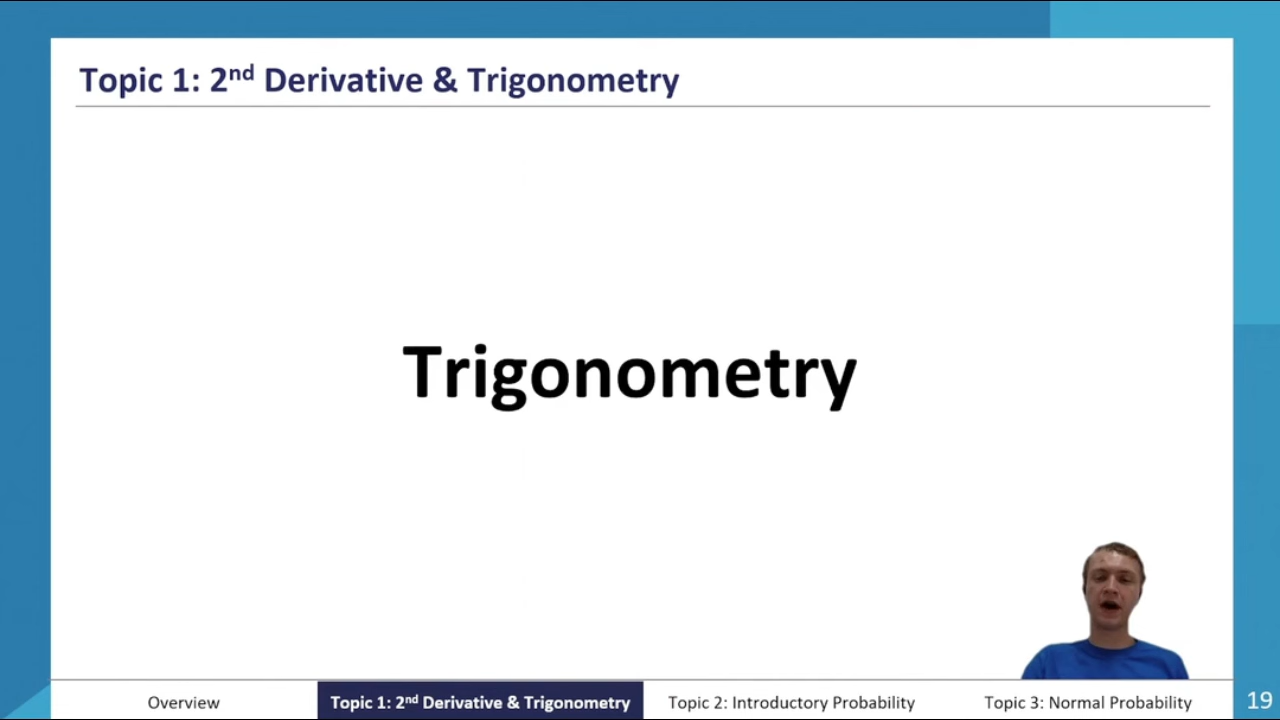 Topic 1: 2nd Derivative & Trigonometry
Trigonometry
Overview
Topic 1: 2nd Derivative & Trigonometry
Topic 2: Introductory Probability
Topic 3: Normal Probability
19